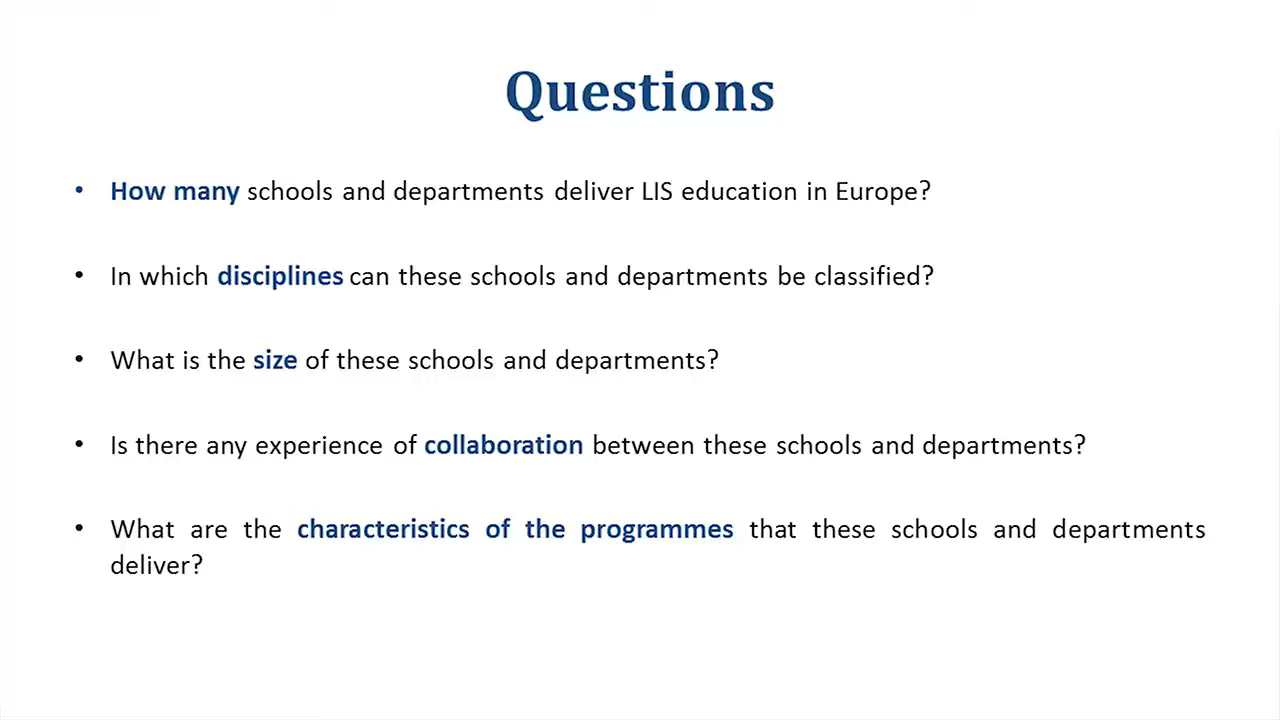 Questions
• How many schools and departments deliver LIS education in Europe?
• In which disciplines can these schools and departments be classified?
• What is the size of these schools and departments?
• Is there any experience of collaboration between these schools and departments?
• What are the characteristics of the programmes that these schools and departments
deliver?